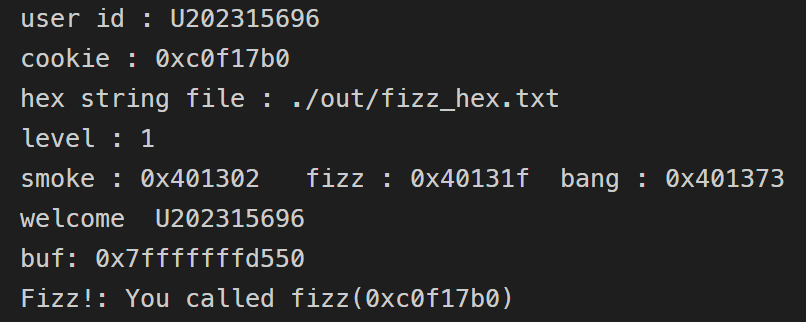 user id : U202315696
cookie : 0xc0f17b0
hex string file : ./out/fizz_hex.txt
level : 1
smoke : 0x401302   fizz : 0x40131f  bang : 0x401373
welcome  U202315696
buf: 0x7fffffffd550
Fizz!: You called fizz(0xc0f17b0)